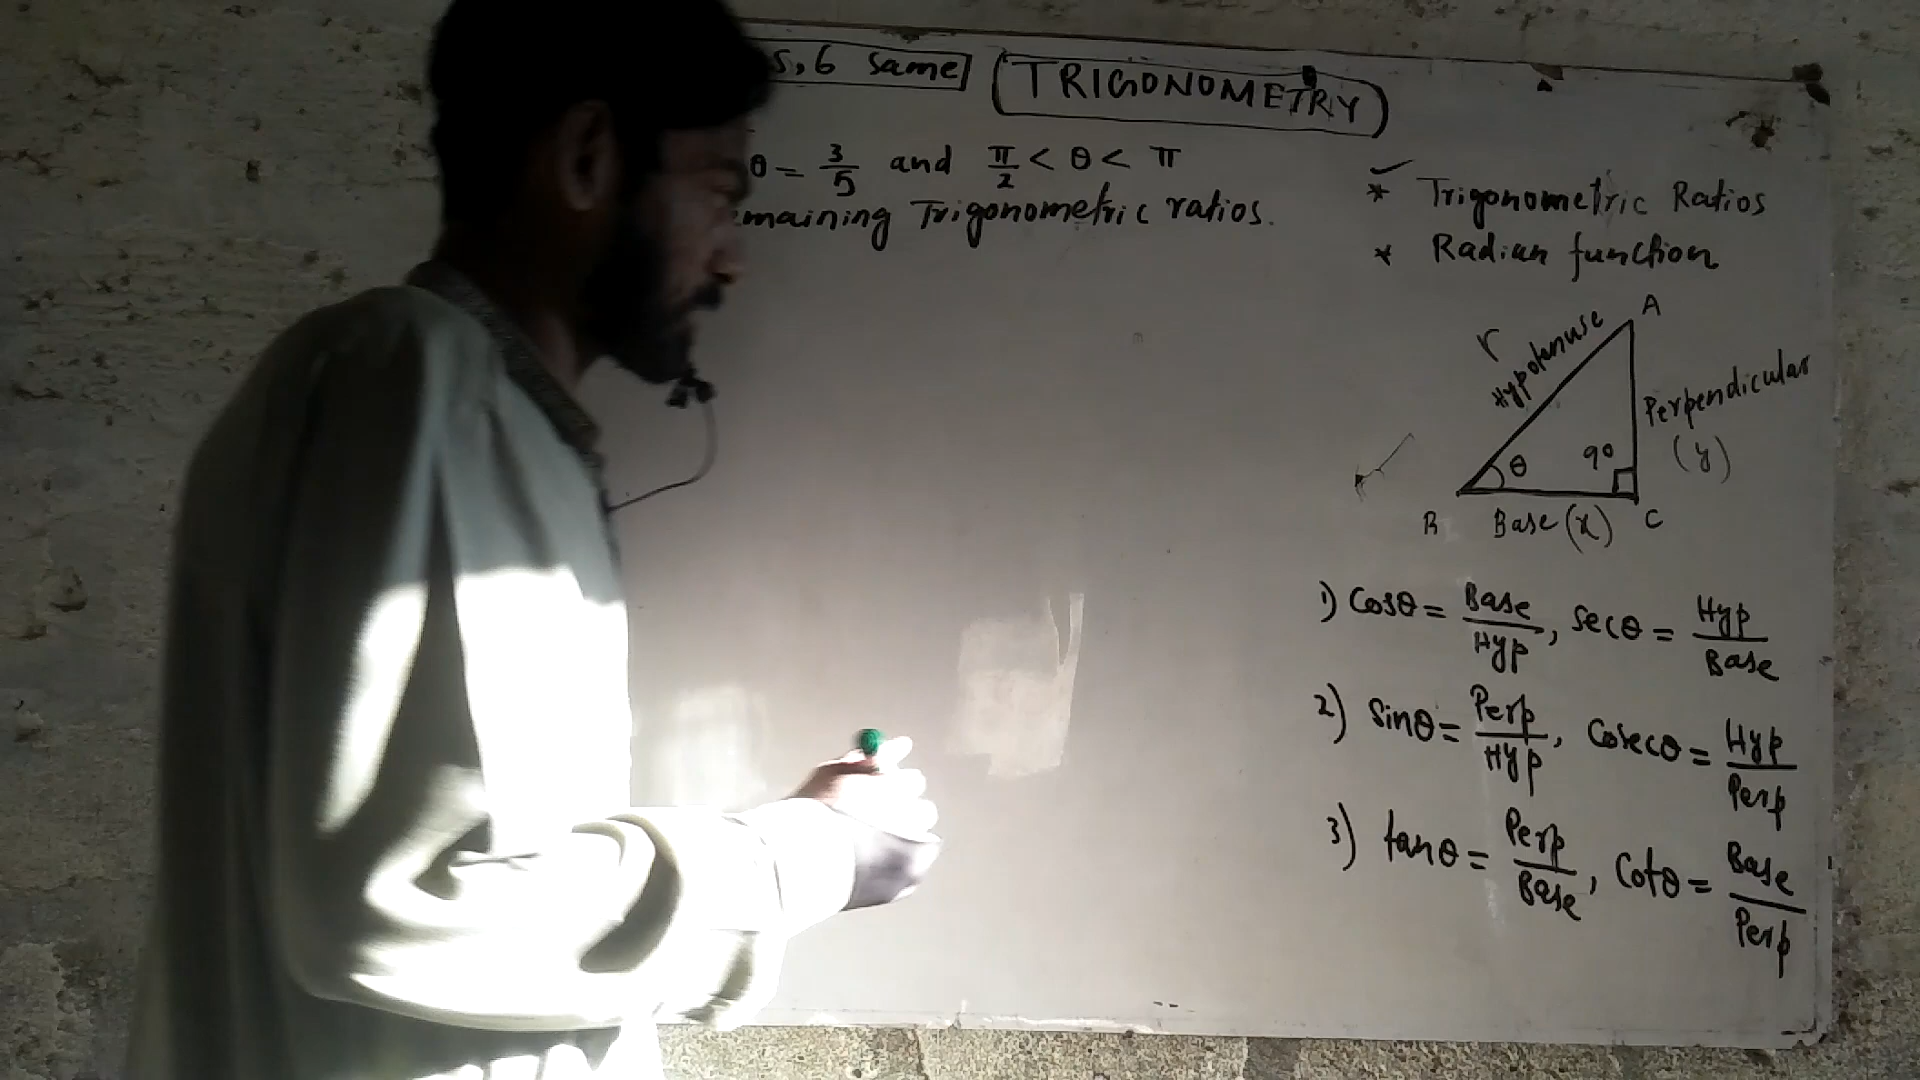 5, 6 Same
TRIGONOMETRY
θ = 3/5 and π/2 < θ < π
Trigonometric ratios.
* Trigonometric Ratios
* Radian function
A
r
Hypotenuse
Perpendicular
(y)
θ
90
B
Base (x)
C
1) Cosθ = Base/Hyp, Secθ = Hyp/Base
2) Sinθ = Perp/Hyp, Cosecθ = Hyp/Perp
3) tanθ = Perp/Base, Cotθ = Base/Perp